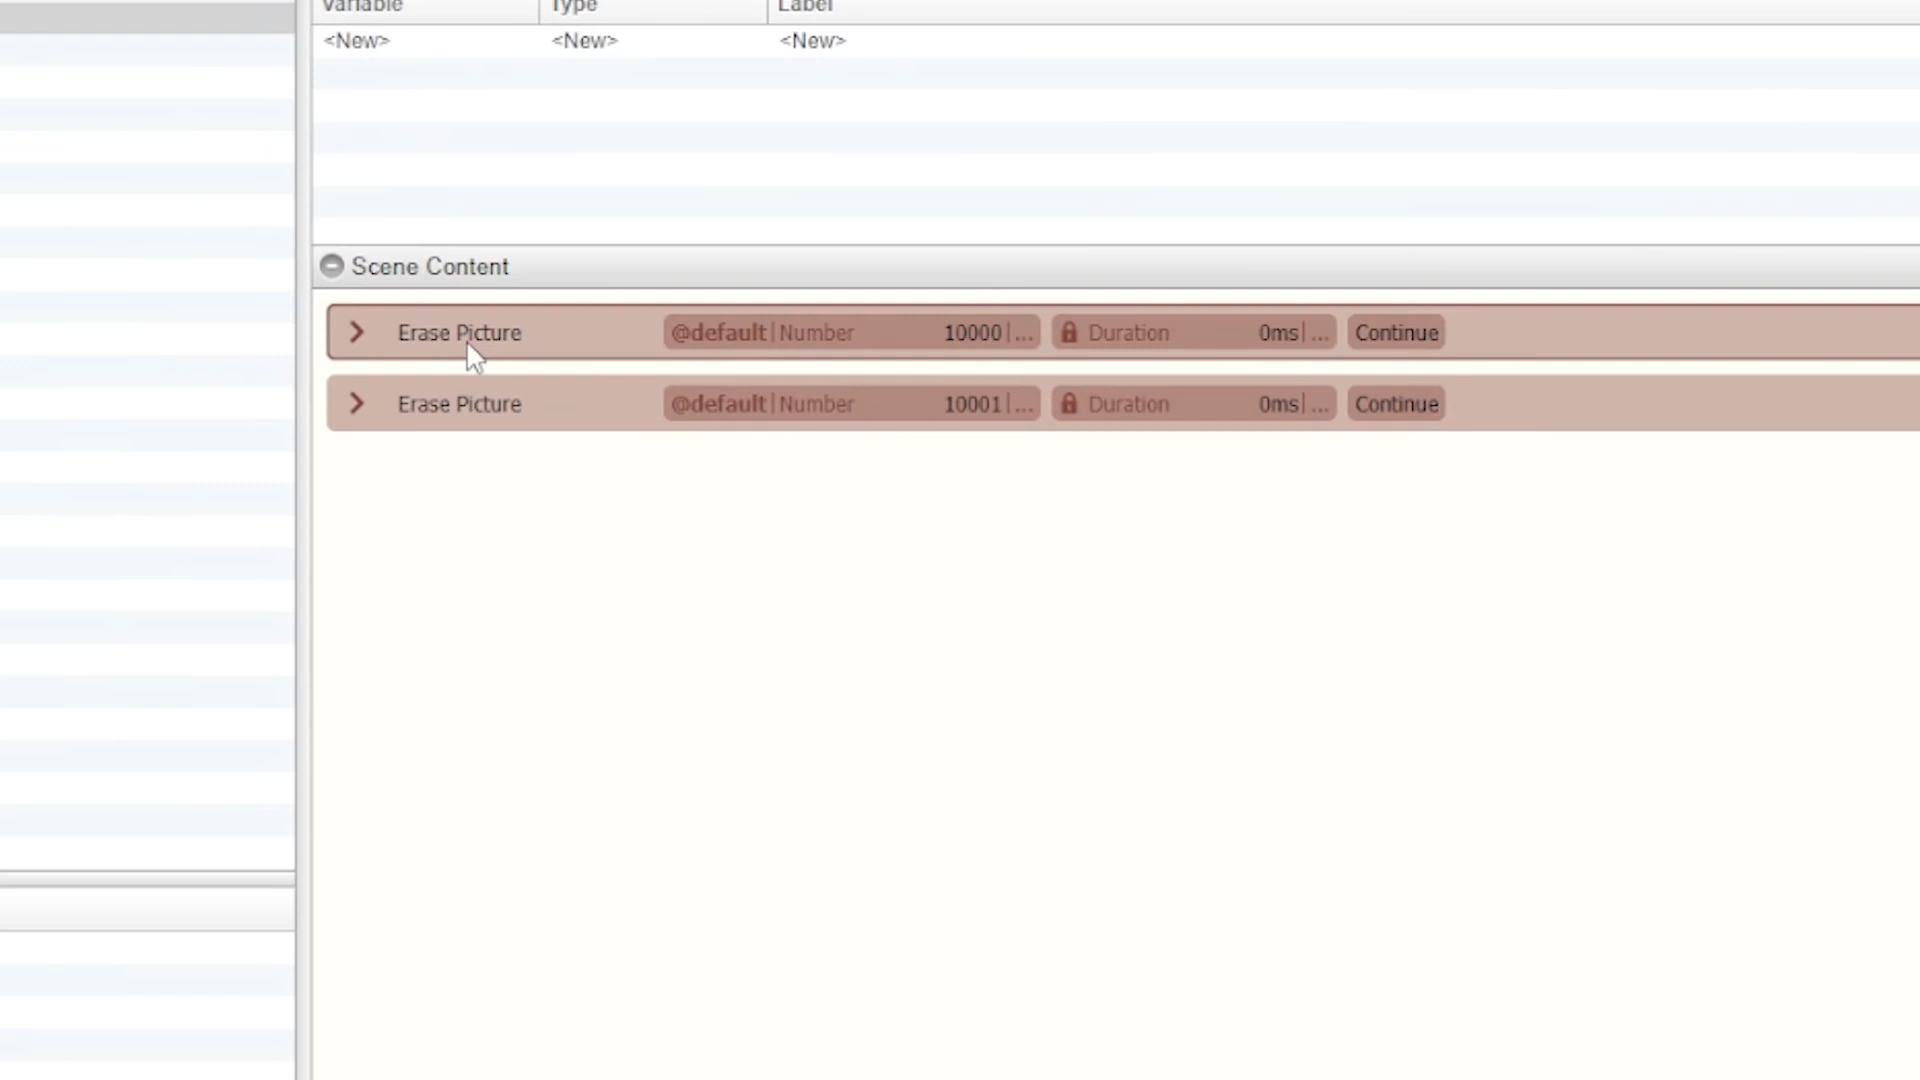 Variable Type Label
<New> <New> <New>
Scene Content
Erase Picture @default|Number 10000|... Duration 0ms|... Continue
Erase Picture @default|Number 10001|... Duration 0ms|... Continue